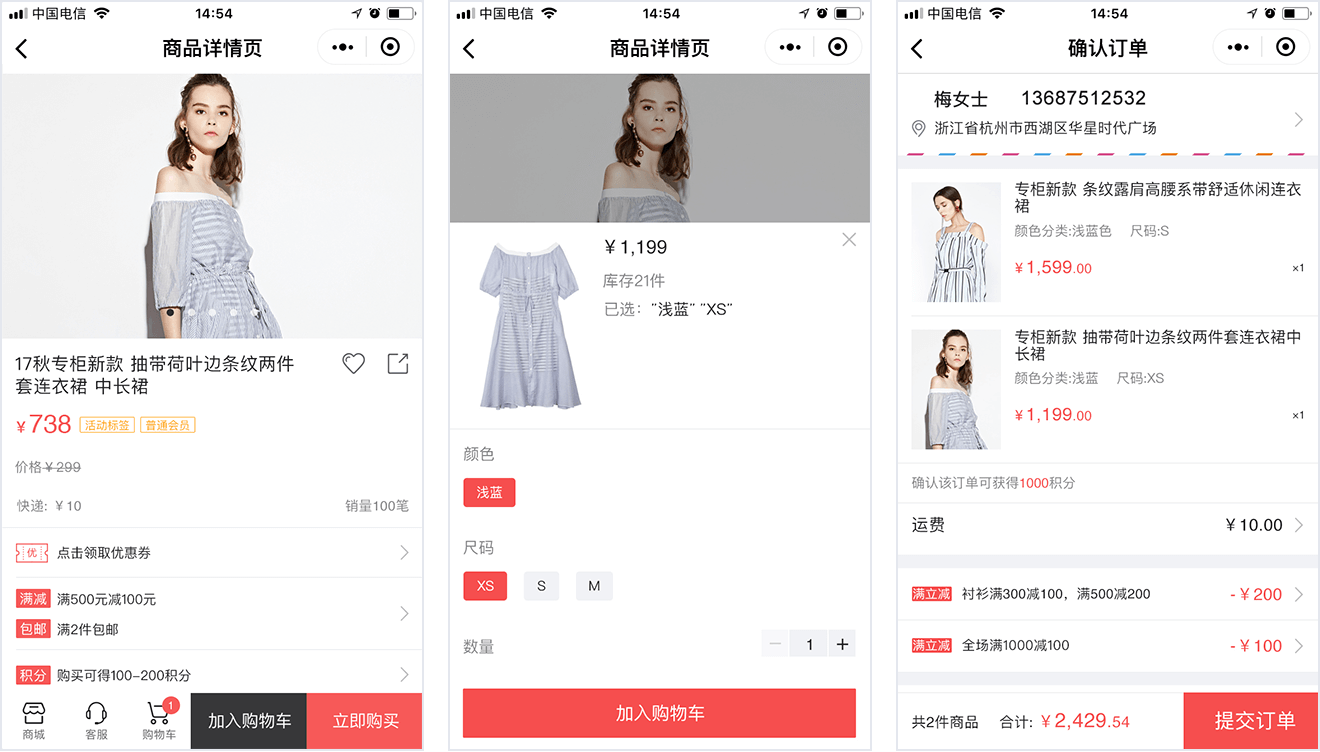 中国电信 14:54
商品详情页
17秋专柜新款 抽带荷叶边条纹两件
套连衣裙 中长裙
¥738 活动标签 普通会员
价格¥299
快递: ¥10 销量100笔
优 点击领取优惠券
满减 满500元减100元
包邮 满2件包邮
积分 购买可得100-200积分
商城 客服 购物车 1 加入购物车 立即购买
中国电信 14:54
商品详情页
¥1,199
库存21件
已选: "浅蓝" "XS"
颜色
浅蓝
尺码
XS S M
数量 1
加入购物车
中国电信 14:54
确认订单
梅女士 13687512532
浙江省杭州市西湖区华星时代广场
专柜新款 条纹露肩高腰系带舒适休闲连衣
裙
颜色分类:浅蓝色 尺码:S
¥1,599.00 ×1
专柜新款 抽带荷叶边条纹两件套连衣裙中
长裙
颜色分类:浅蓝 尺码:XS
¥1,199.00 ×1
确认该订单可获得1000积分
运费 ¥10.00
满立减 衬衫满300减100，满500减200 -¥200
满立减 全场满1000减100 -¥100
共2件商品 合计: ¥2,429.54 提交订单